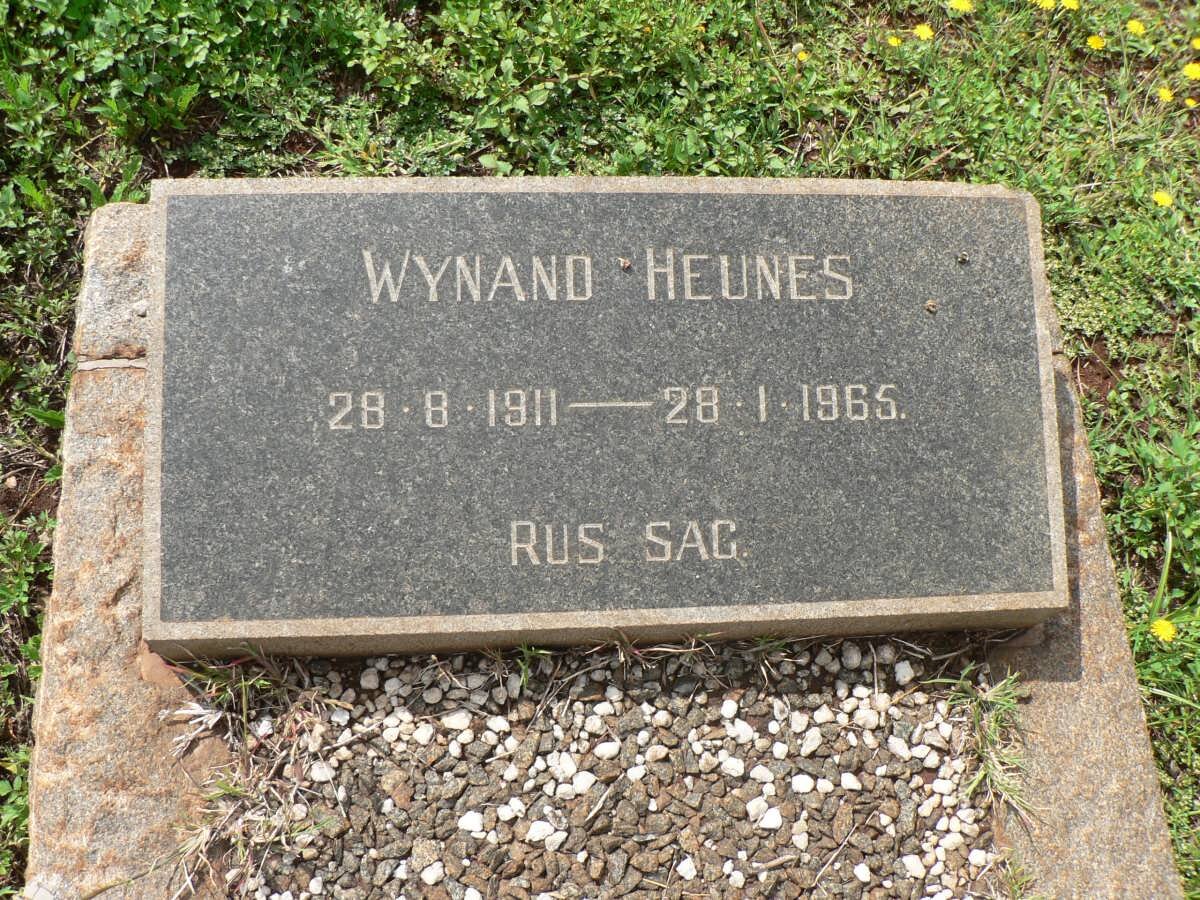 WYNAND HEUNES
28·8·1911—28·1·1965.
RUS SAG.